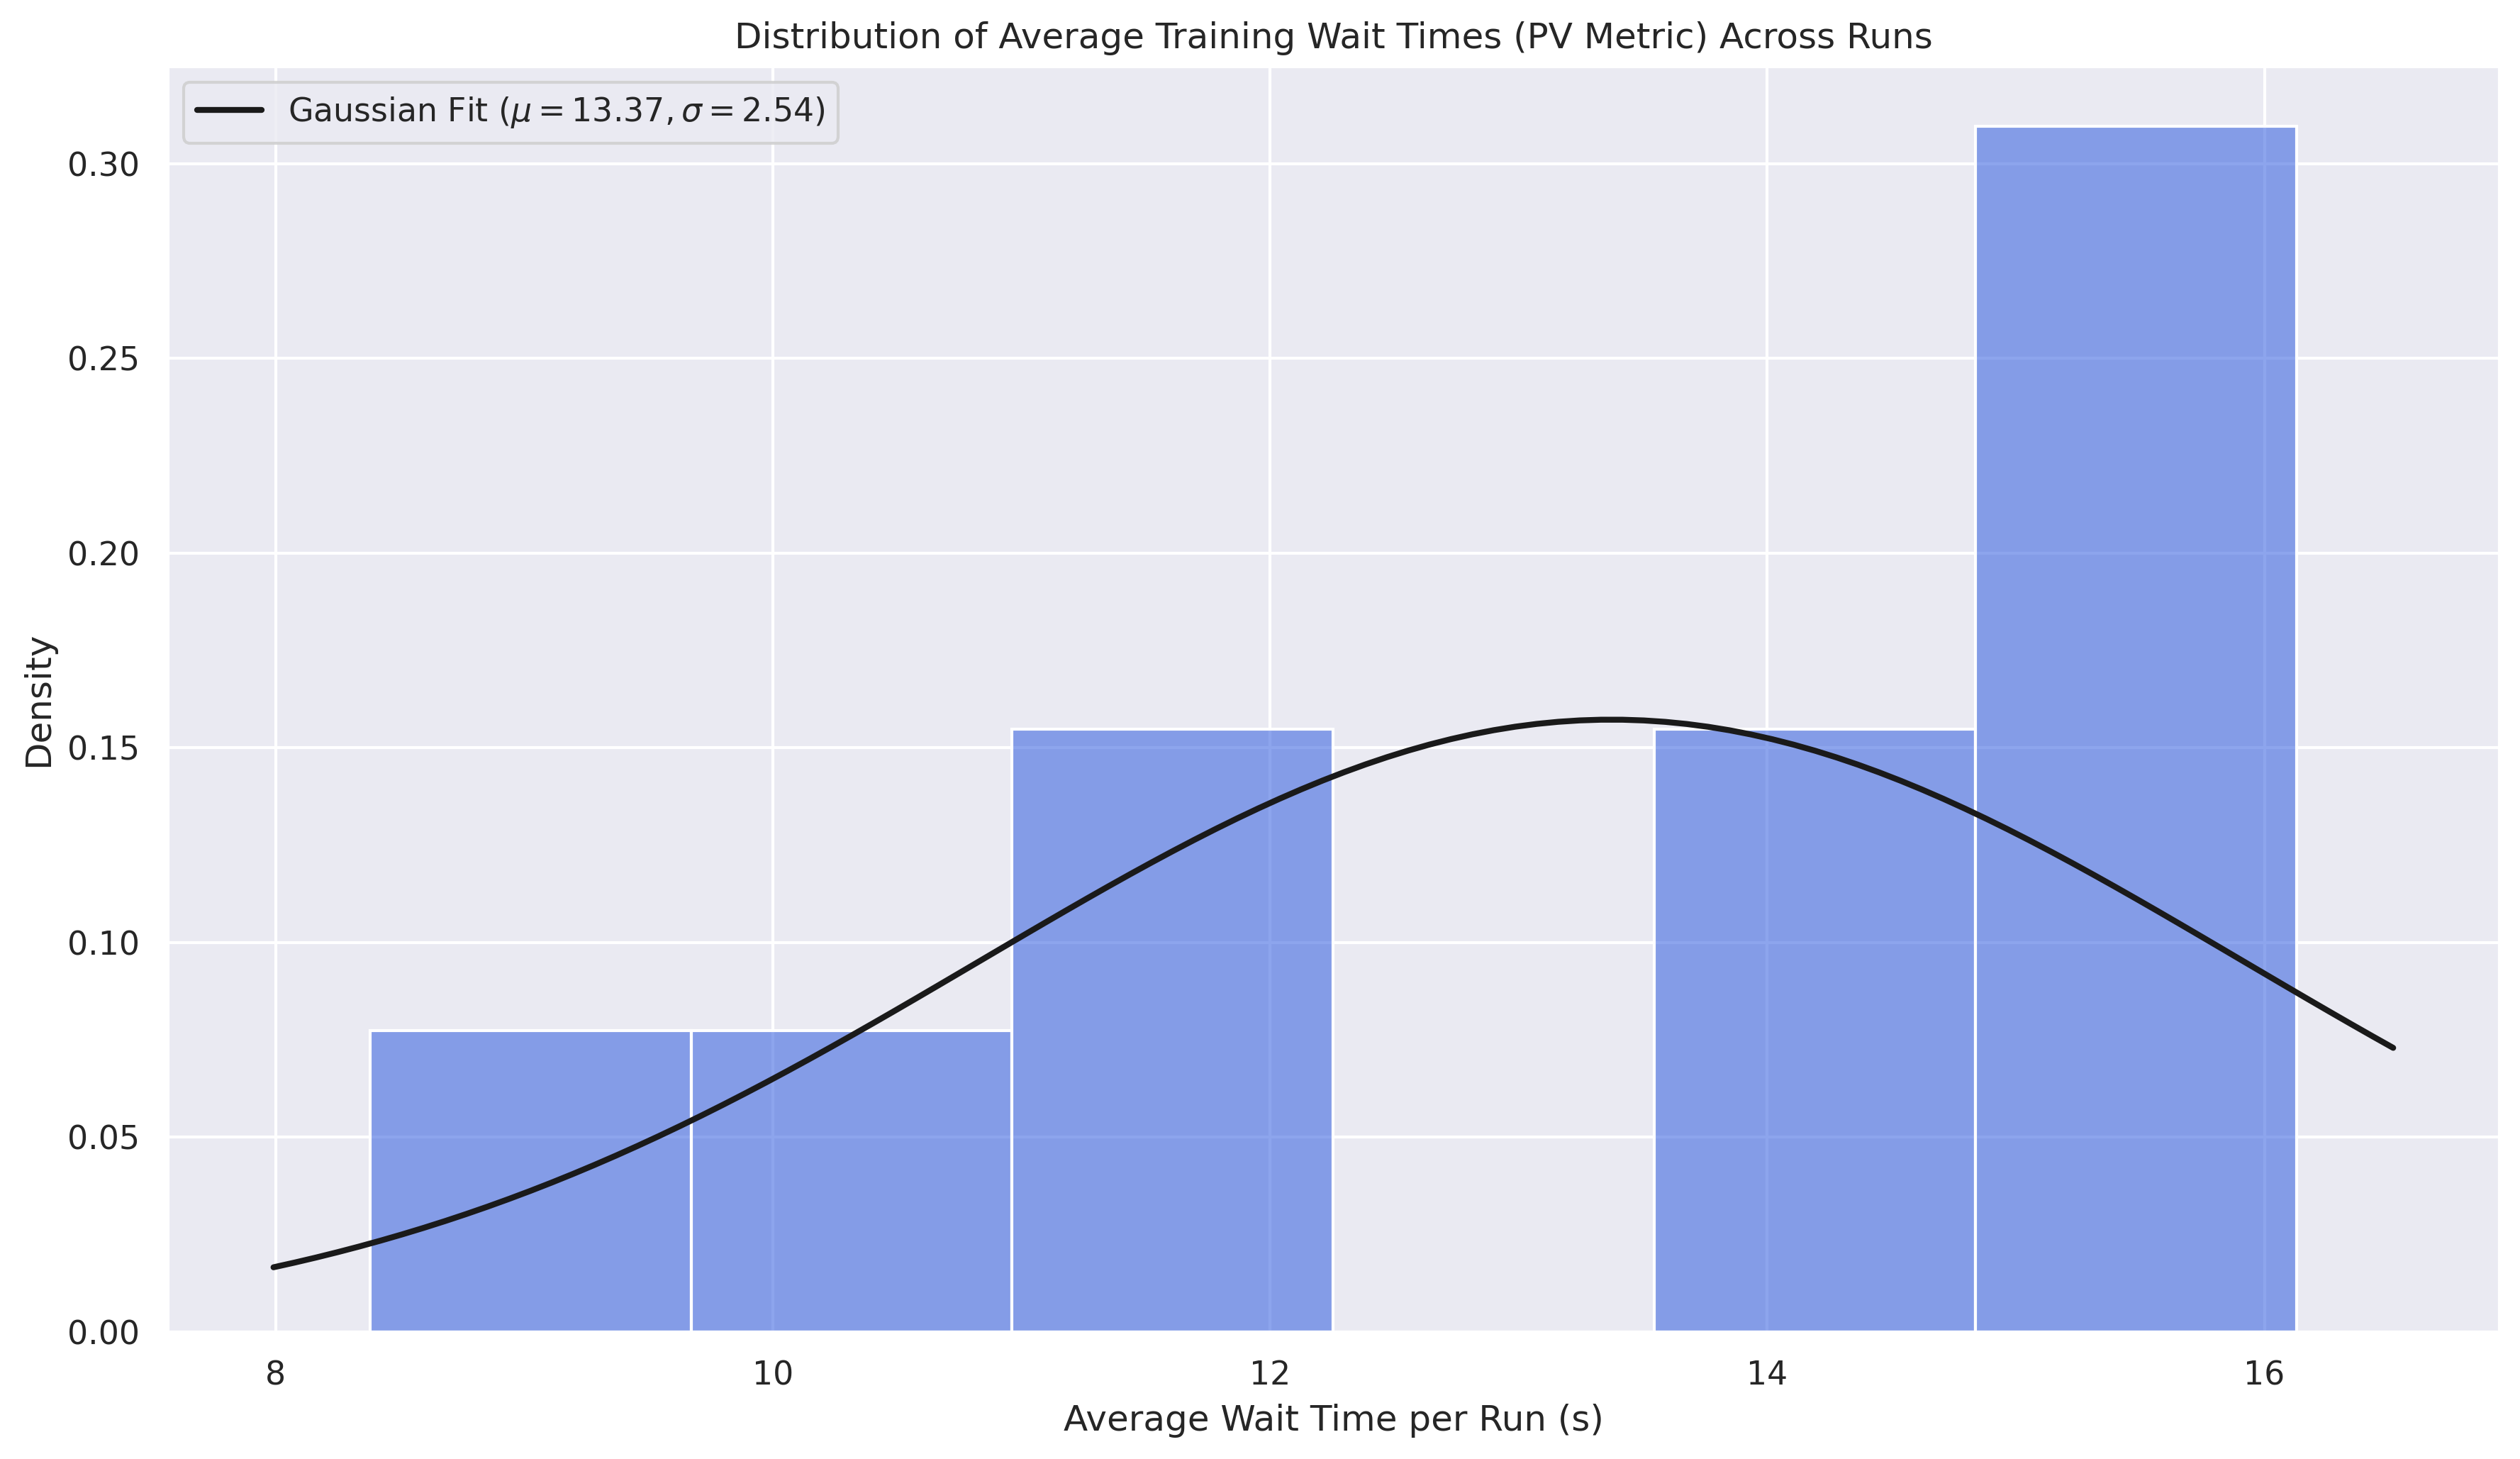 Distribution of Average Training Wait Times (PV Metric) Across Runs
Gaussian Fit (μ = 13.37, σ = 2.54)
0.30
0.25
0.20
0.15
0.10
0.05
0.00
Density
8 10 12 14 16
Average Wait Time per Run (s)